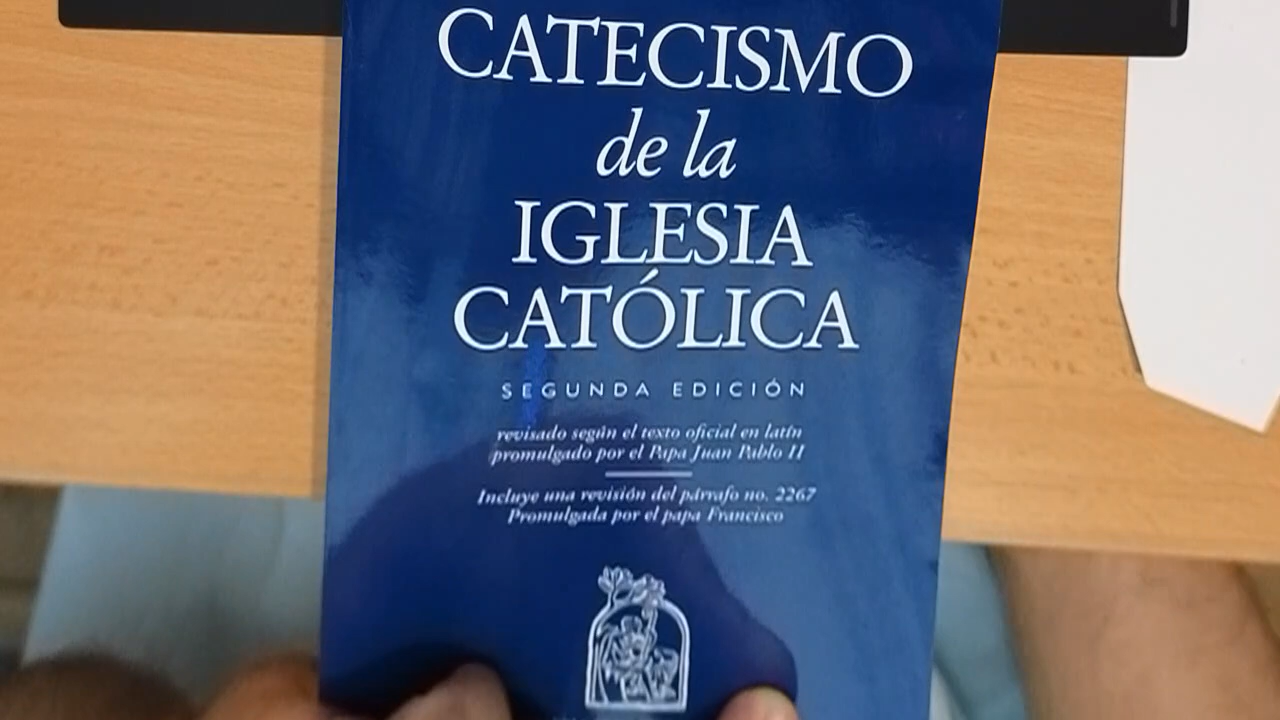 CATECISMO
de la
IGLESIA
CATÓLICA
SEGUNDA EDICIÓN
revisado según el texto oficial en latín
promulgado por el Papa Juan Pablo II
Incluye una revisión del párrafo no. 2267
Promulgada por el papa Francisco